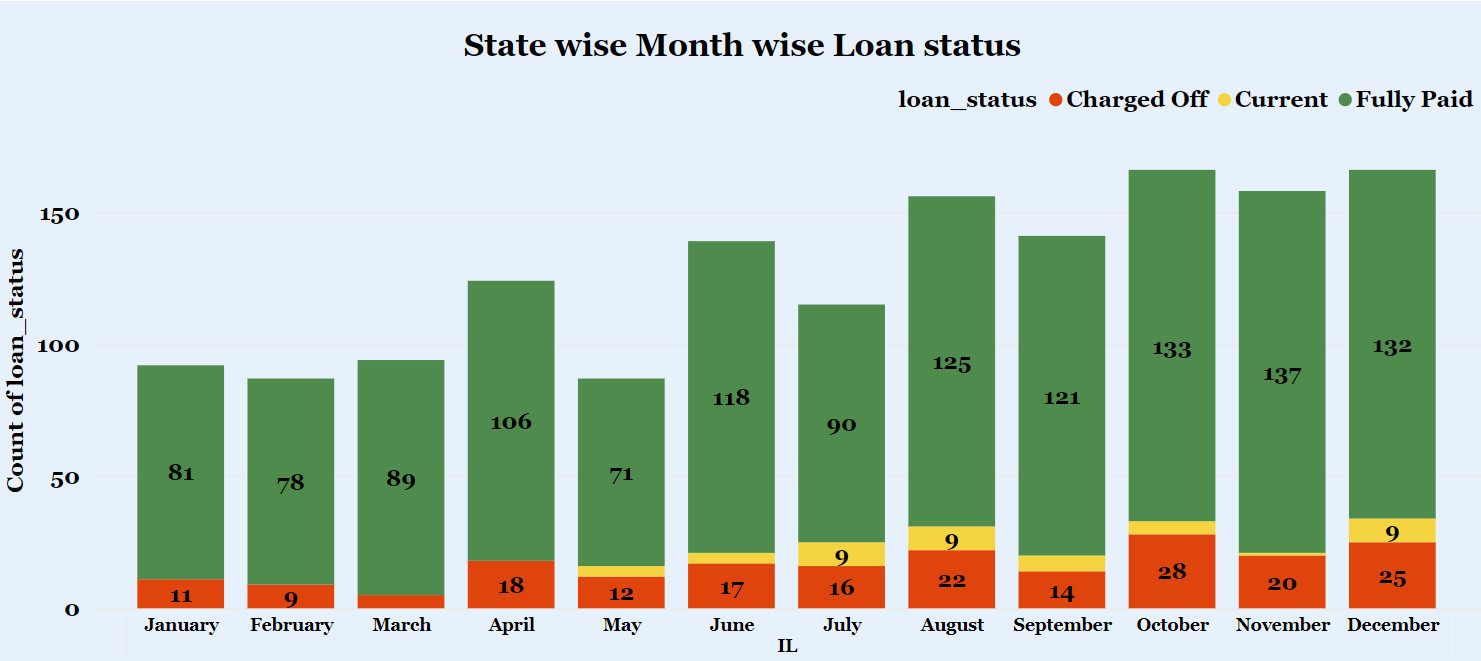 State wise Month wise Loan status
loan_status Charged Off Current Fully Paid
Count of loan_status
150
100
50
0
81 78 89 106 71 118 90 125 121 133 137 132
9 9 9
11 9 18 12 17 16 22 14 28 20 25
January February March April May June July August September October November December
IL